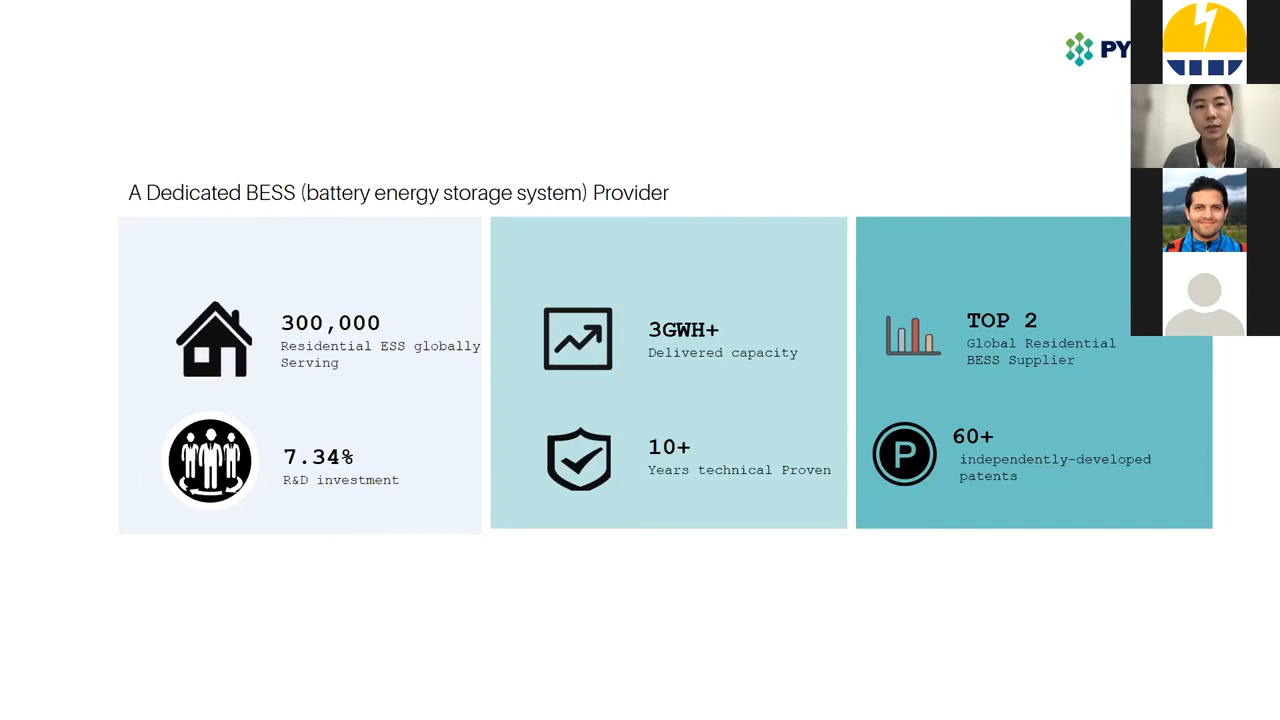 PY
A Dedicated BESS (battery energy storage system) Provider
300,000
Residential ESS globally
Serving
7.34%
R&D investment
3GWH+
Delivered capacity
10+
Years technical Proven
TOP 2
Global Residential
BESS Supplier
P
60+
independently-developed
patents